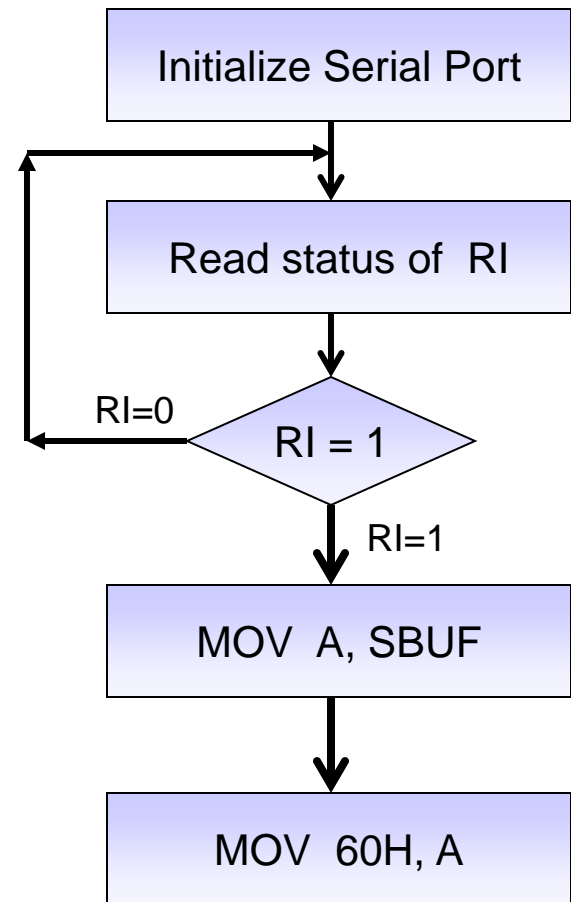 Initialize Serial Port
Read status of RI
RI=0
RI = 1
RI=1
MOV A, SBUF
MOV 60H, A